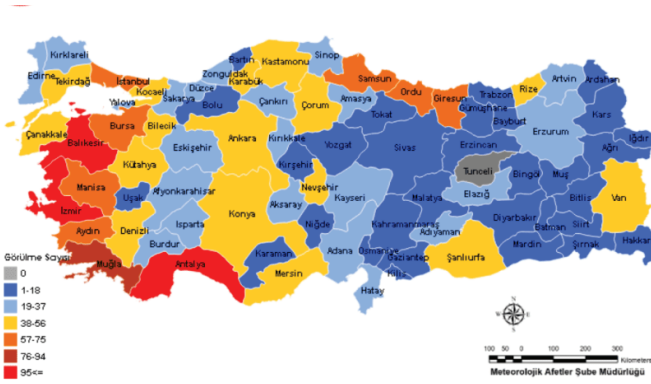 Kırklareli
Edirne
Tekirdağ
İstanbul
Kocaeli
Yalova
Sakarya
Düzce
Zonguldak
Bartın
Karabük
Kastamonu
Sinop
Bolu
Çankırı
Çorum
Samsun
Amasya
Ordu
Giresun
Tokat
Trabzon
Gümüşhane
Bayburt
Rize
Artvin
Ardahan
Kars
Iğdır
Ağrı
Erzurum
Erzincan
Çanakkale
Balıkesir
Bursa
Bilecik
Eskişehir
Ankara
Kırıkkale
Kırşehir
Yozgat
Sivas
Tunceli
Bingöl
Muş
Bitlis
Van
Elazığ
Malatya
Kütahya
Manisa
İzmir
Uşak
Afyonkarahisar
Konya
Aksaray
Nevşehir
Kayseri
Niğde
Kahramanmaraş
Adıyaman
Diyarbakır
Batman
Siirt
Şırnak
Hakkari
Mardin
Şanlıurfa
Gaziantep
Kilis
Osmaniye
Adana
Hatay
Mersin
Karaman
Aydın
Denizli
Isparta
Burdur
Muğla
Antalya
Görülme Sayısı
0
1-18
19-37
38-56
57-75
76-94
95<=
N
W
E
S
100 50 0 100 200 300
Kilometers
Meteorolojik Afetler Şube Müdürlüğü